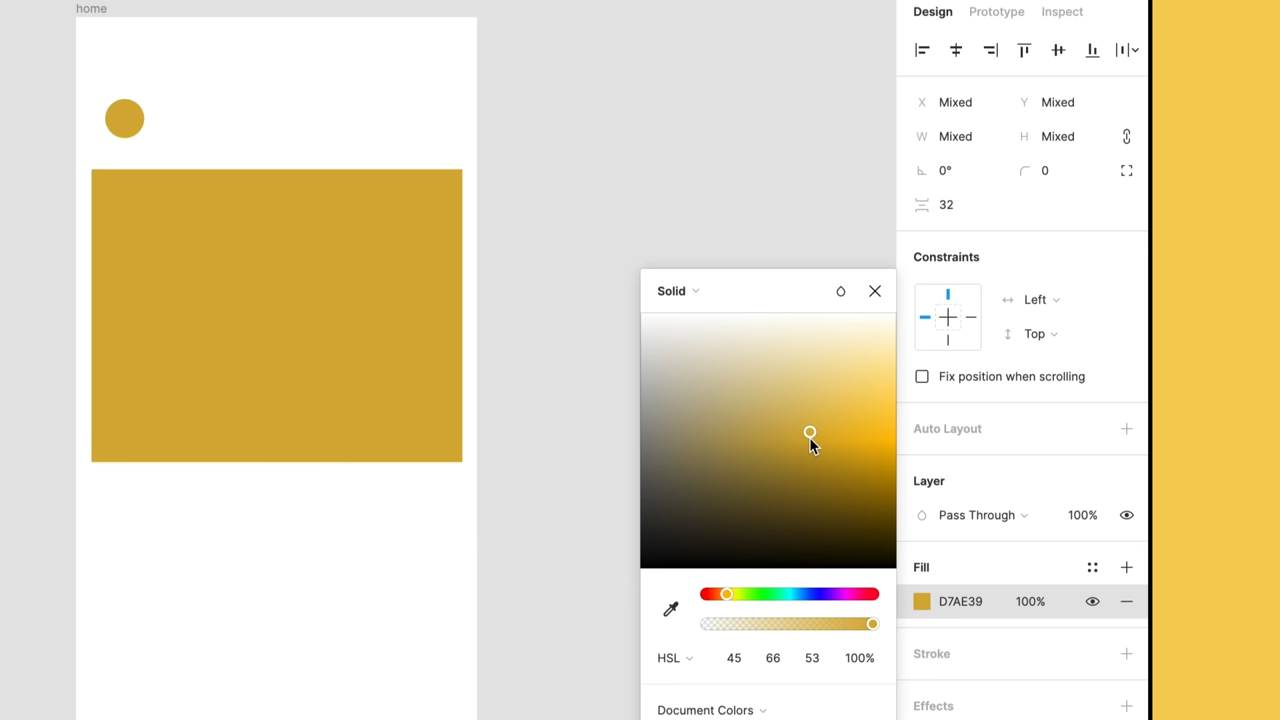 home
Design Prototype Inspect
X Mixed Y Mixed
W Mixed H Mixed
0° 0
32
Constraints
Left
Top
Fix position when scrolling
Auto Layout
Layer
Pass Through 100%
Fill
D7AE39 100%
Stroke
Effects
Solid
HSL 45 66 53 100%
Document Colors